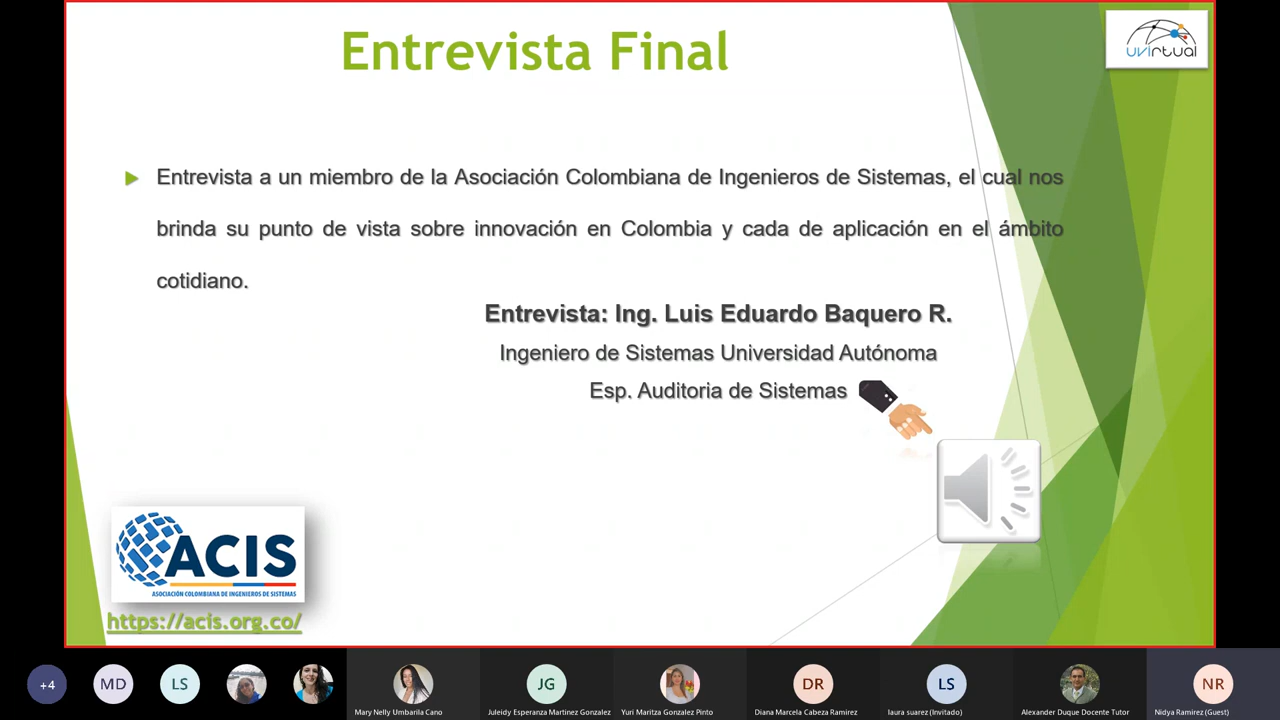 Entrevista Final
uvirtual
Entrevista a un miembro de la Asociación Colombiana de Ingenieros de Sistemas, el cual nos
brinda su punto de vista sobre innovación en Colombia y cada de aplicación en el ámbito
cotidiano.
Entrevista: Ing. Luis Eduardo Baquero R.
Ingeniero de Sistemas Universidad Autónoma
Esp. Auditoria de Sistemas
ACIS
ASOCIACIÓN COLOMBIANA DE INGENIEROS DE SISTEMAS
https://acis.org.co/
+4
MD
LS
Mary Nelly Umbarila Cano
JG
Juleidy Esperanza Martinez Gonzalez
Yuri Maritza Gonzalez Pinto
DR
Diana Marcela Cabeza Ramirez
LS
laura suarez (Invitado)
Alexander Duque Docente Tutor
NR
Nidya Ramirez (Guest)